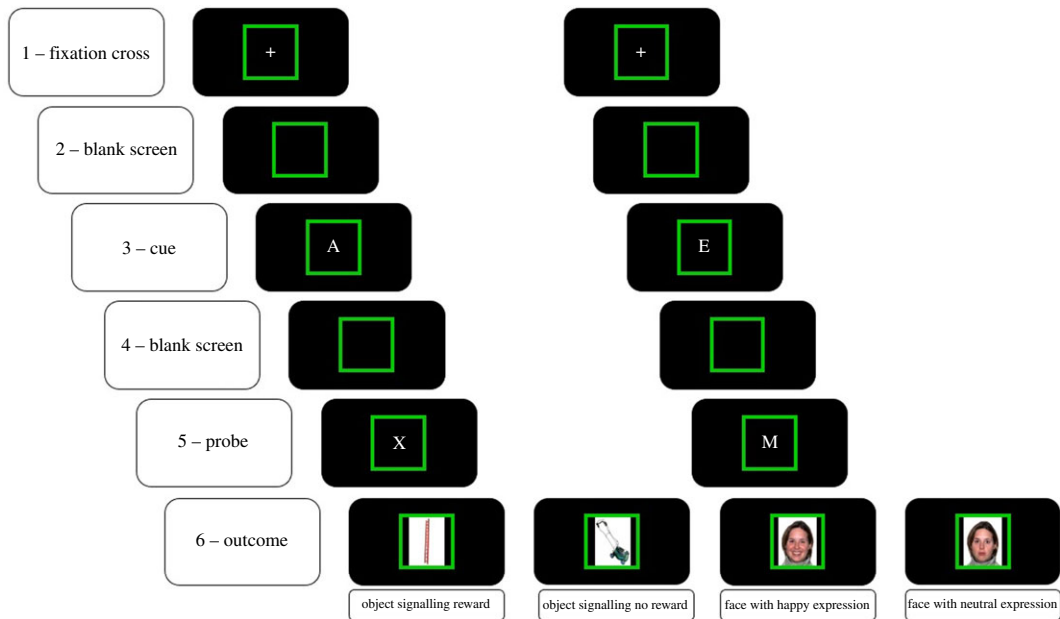 1 – fixation cross
+
+
2 – blank screen
3 – cue
A
E
4 – blank screen
5 – probe
X
M
6 – outcome
object signalling reward
object signalling no reward
face with happy expression
face with neutral expression